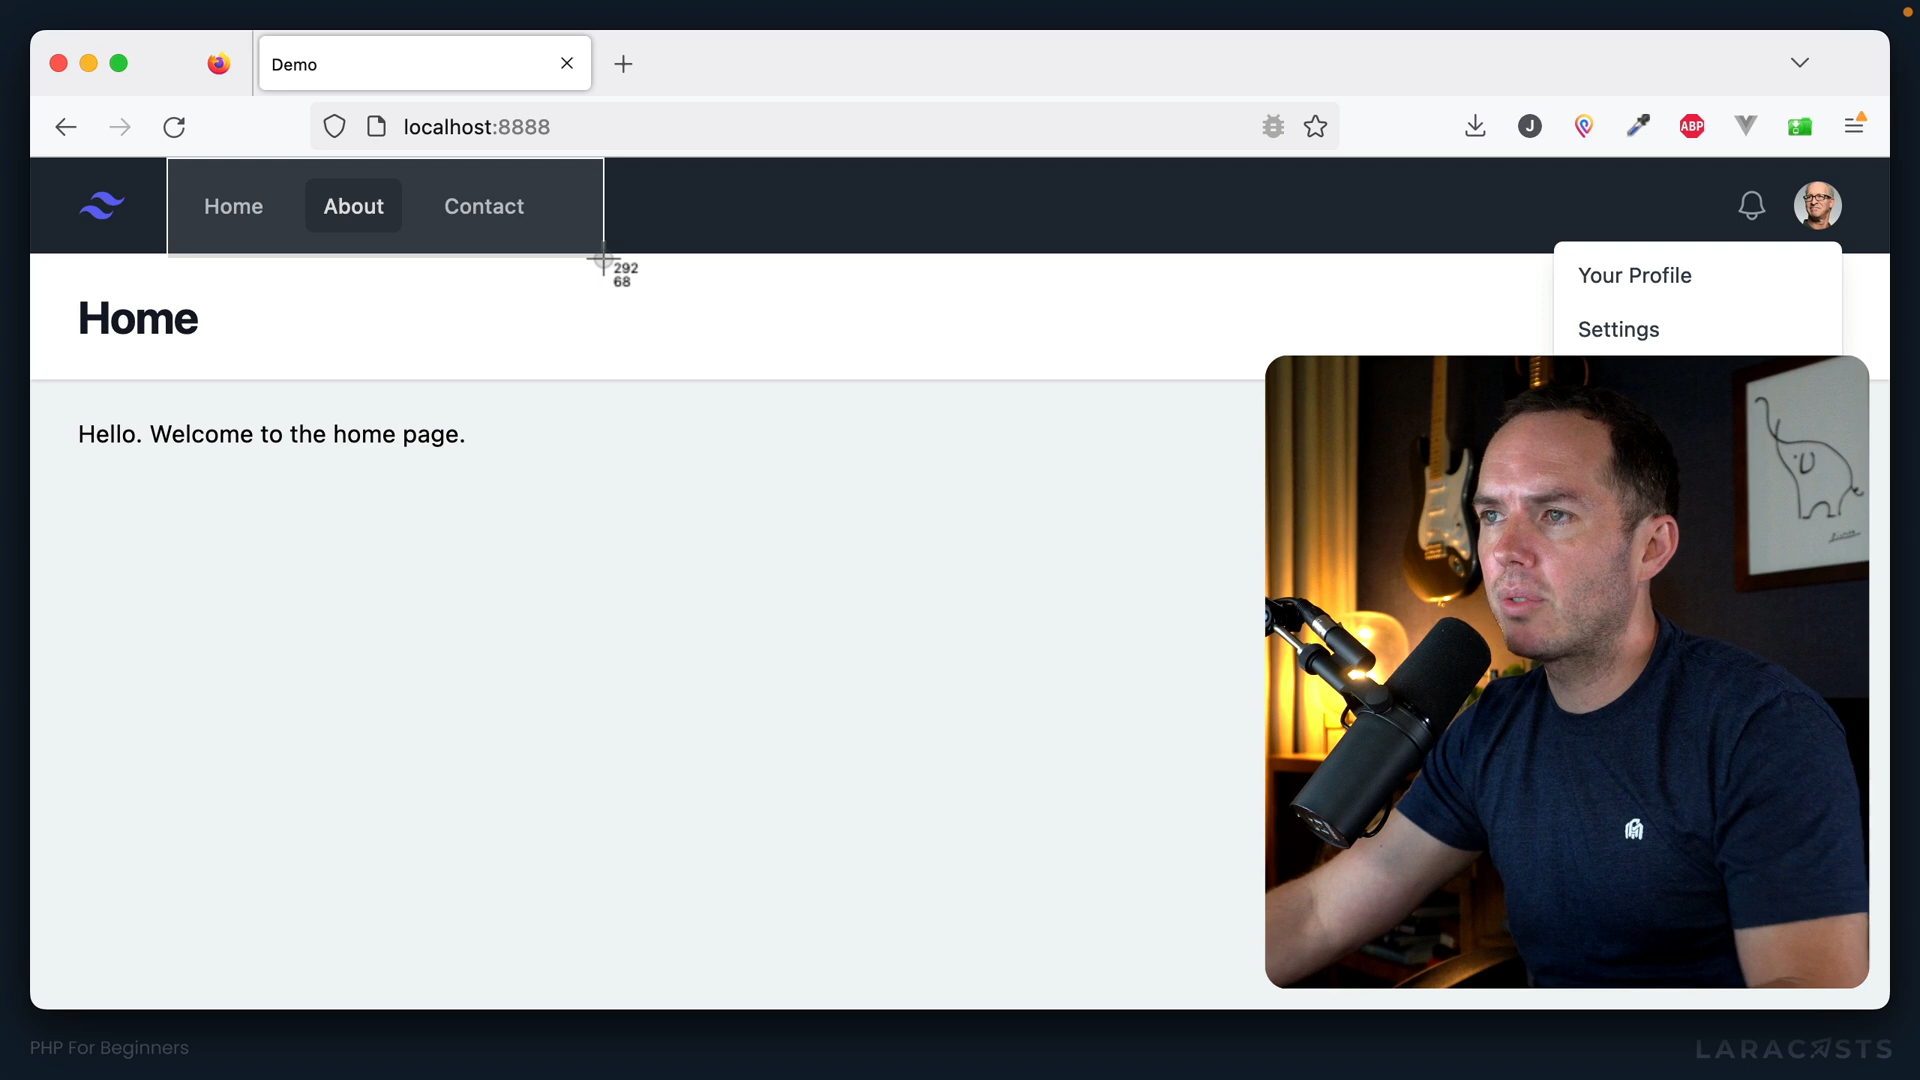 Demo
localhost:8888
J
ABP
Home About Contact
292
68
Your Profile
Home
Settings
Hello. Welcome to the home page.
PHP For Beginners
LARACASTS